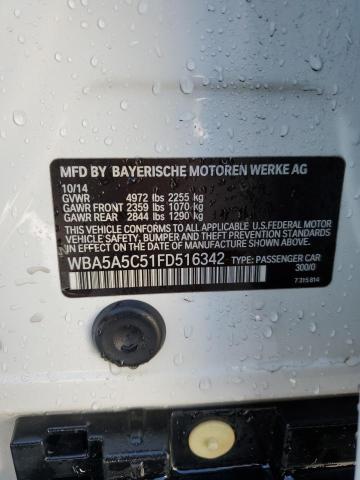 MFD BY BAYERISCHE MOTOREN WERKE AG
10/14
GVWR 4972 lbs 2255 kg
GAWR FRONT 2359 lbs 1070 kg
GAWR REAR 2844 lbs 1290 kg
THIS VEHICLE CONFORMS TO ALL APPLICABLE
U.S.FEDERAL MOTOR
VEHICLE SAFETY, BUMPER, AND THEFT PREVENTION STANDARDS
IN EFFECT ON THE DATE OF MANUFACTURE SHOWN ABOVE.
WBA5A5C51FD516342 TYPE: PASSENGER CAR
300/0
7315814